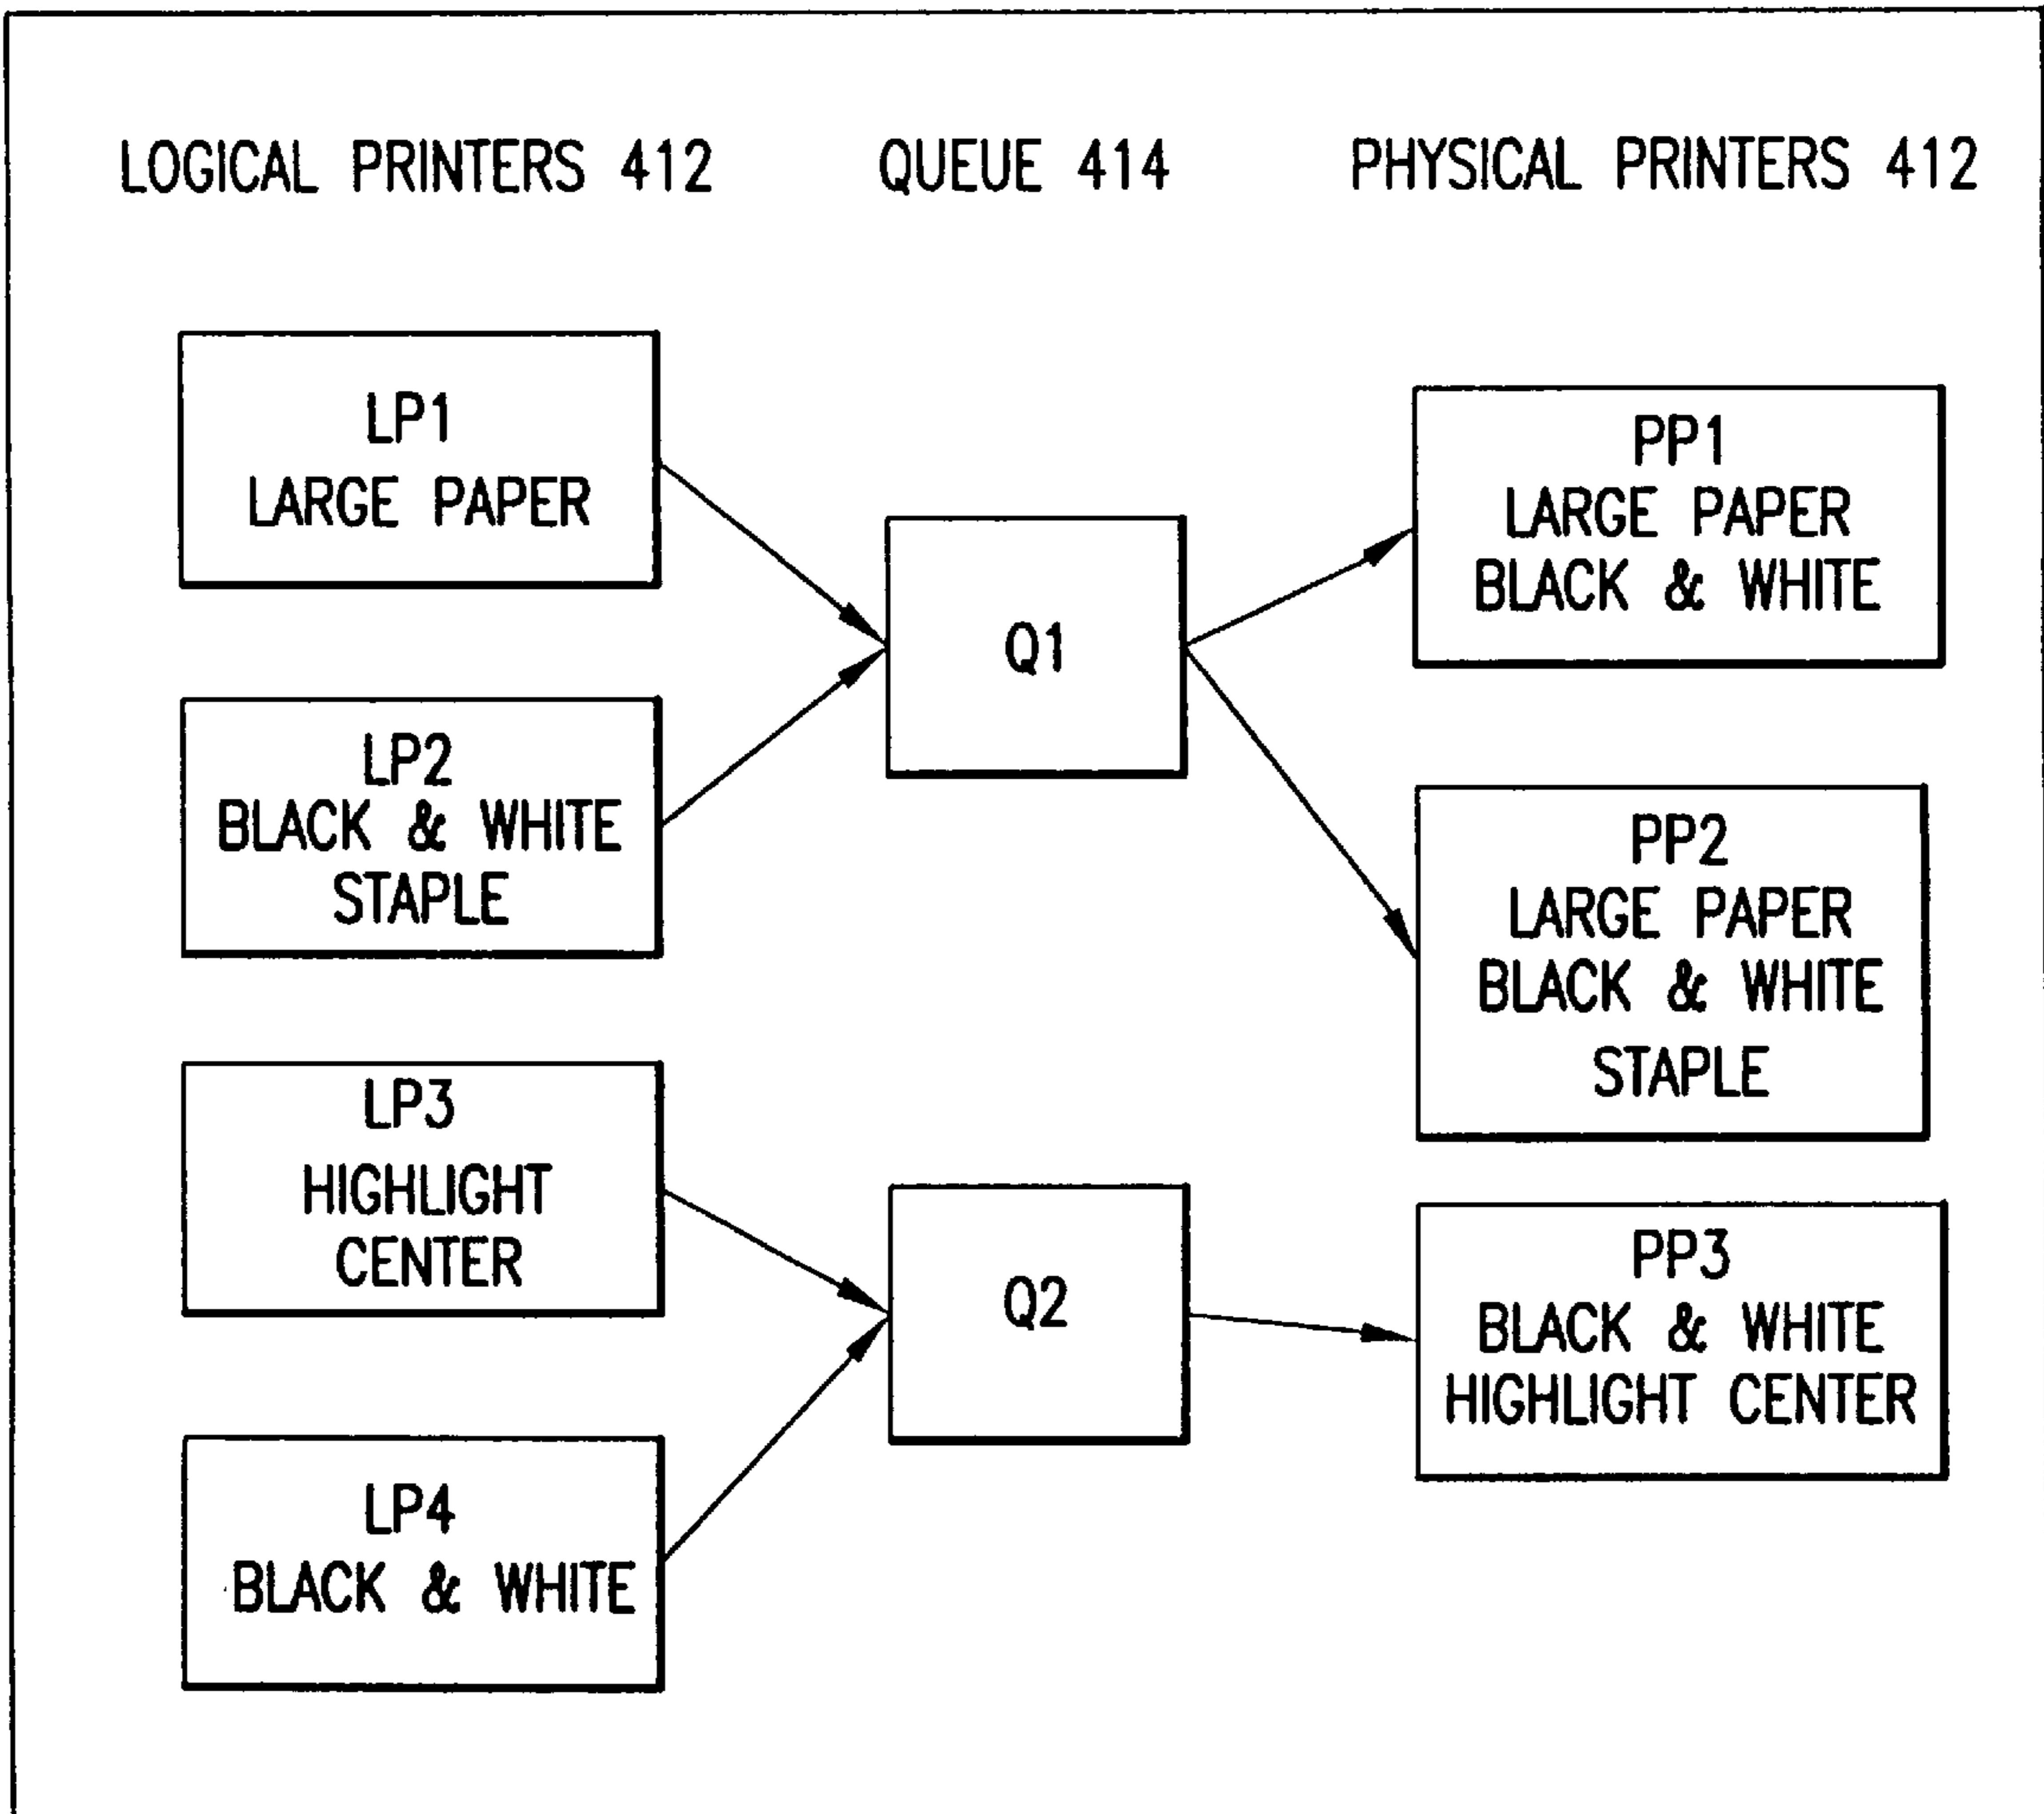 LOGICAL PRINTERS 412
QUEUE 414
PHYSICAL PRINTERS 412
LP1
LARGE PAPER
LP2
BLACK & WHITE
STAPLE
LP3
HIGHLIGHT
CENTER
LP4
BLACK & WHITE
Q1
Q2
PP1
LARGE PAPER
BLACK & WHITE
PP2
LARGE PAPER
BLACK & WHITE
STAPLE
PP3
BLACK & WHITE
HIGHLIGHT CENTER